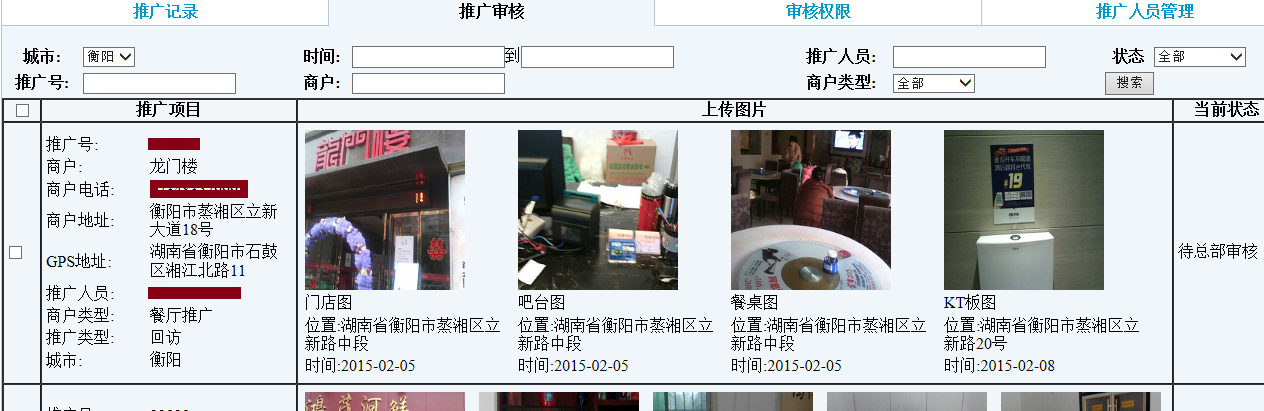 推广记录
推广审核
审核权限
推广人员管理
城市: 衡阳
时间: 到
推广人员:
状态 全部
推广号:
商户:
商户类型: 全部
搜索
推广项目
上传图片
当前状态
推广号:
商户: 龙门楼
商户电话:
商户地址: 衡阳市蒸湘区立新
大道18号
GPS地址: 湖南省衡阳市石鼓
区湘江北路11
推广人员:
商户类型: 餐厅推广
推广类型: 回访
城市: 衡阳
龍門楼
囍
¥19
门店图
位置:湖南省衡阳市蒸湘区立
新路中段
时间:2015-02-05
吧台图
位置:湖南省衡阳市蒸湘区立
新路中段
时间:2015-02-05
餐桌图
位置:湖南省衡阳市蒸湘区立
新路中段
时间:2015-02-05
KT板图
位置:湖南省衡阳市蒸湘区立
新路20号
时间:2015-02-08
待总部审核